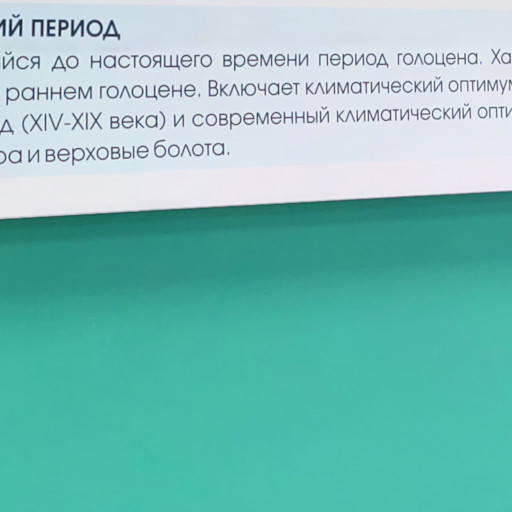 ИЙ ПЕРИОД
йся до настоящего времени период голоцена. Ха
раннем голоцене. Включает климатический оптимум
д (XIV-XIX века) и современный климатический опти
ра и верховые болота.